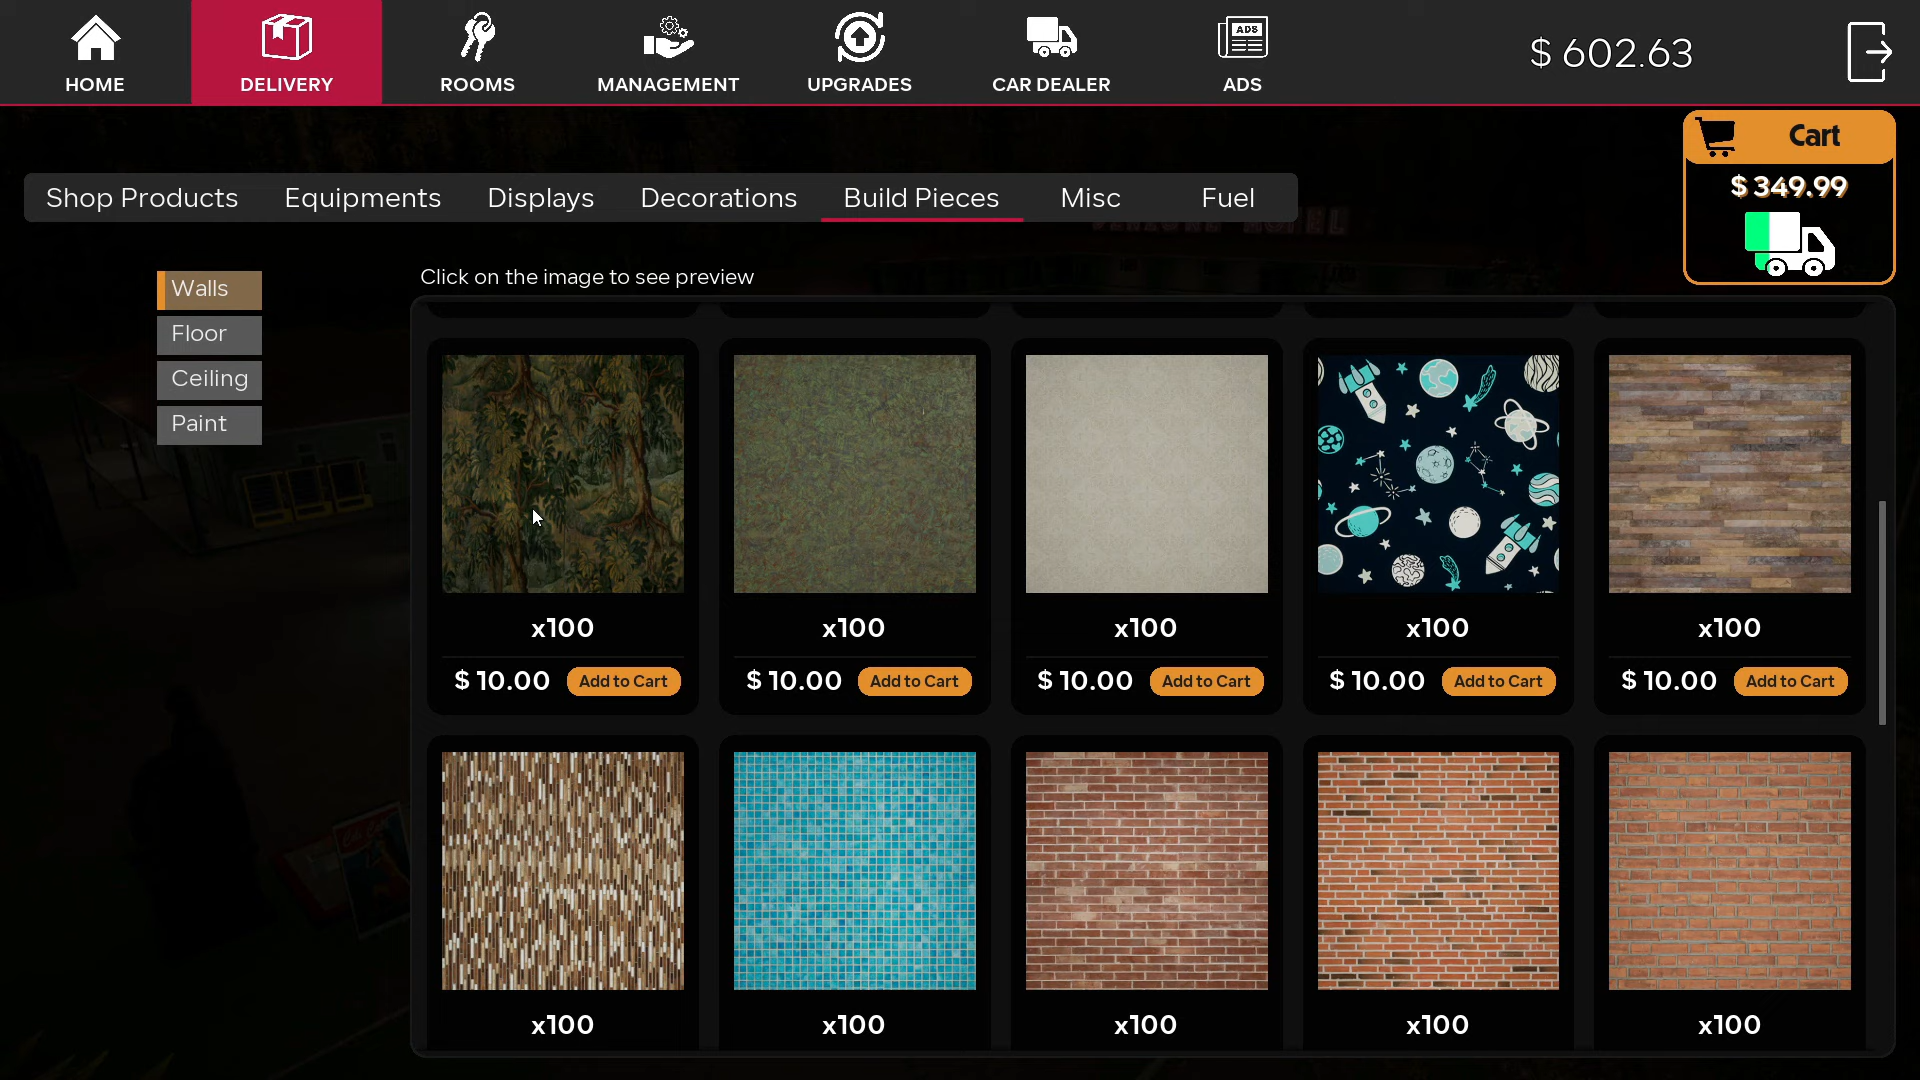 HOME
DELIVERY
ROOMS
MANAGEMENT
UPGRADES
CAR DEALER
ADS
ADS
$ 602.63
Cart
$ 349.99
Shop Products
Equipments
Displays
Decorations
Build Pieces
Misc
Fuel
Walls
Floor
Ceiling
Paint
Click on the image to see preview
x100
x100
x100
x100
x100
$ 10.00 Add to Cart
$ 10.00 Add to Cart
$ 10.00 Add to Cart
$ 10.00 Add to Cart
$ 10.00 Add to Cart
x100
x100
x100
x100
x100